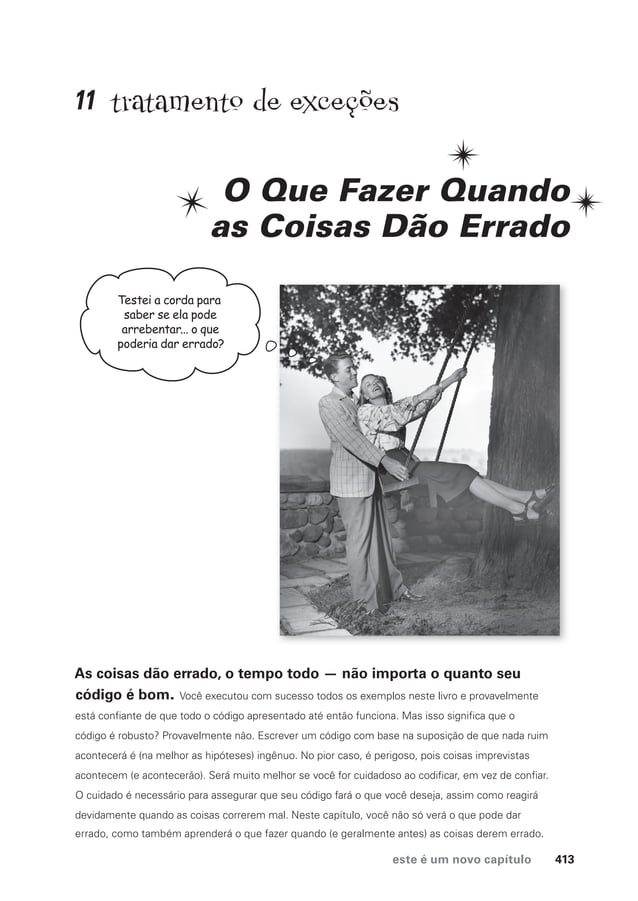 11 tratamento de exceções
O Que Fazer Quando
as Coisas Dão Errado
Testei a corda para
saber se ela pode
arrebentar... o que
poderia dar errado?
As coisas dão errado, o tempo todo — não importa o quanto seu
código é bom. Você executou com sucesso todos os exemplos neste livro e provavelmente
está confiante de que todo o código apresentado até então funciona. Mas isso significa que o
código é robusto? Provavelmente não. Escrever um código com base na suposição de que nada ruim
acontecerá é (na melhor as hipóteses) ingênuo. No pior caso, é perigoso, pois coisas imprevistas
acontecem (e acontecerão). Será muito melhor se você for cuidadoso ao codificar, em vez de confiar.
O cuidado é necessário para assegurar que seu código fará o que você deseja, assim como reagirá
devidamente quando as coisas correrem mal. Neste capítulo, você não só verá o que pode dar
errado, como também aprenderá o que fazer quando (e geralmente antes) as coisas derem errado.
este é um novo capítulo 413